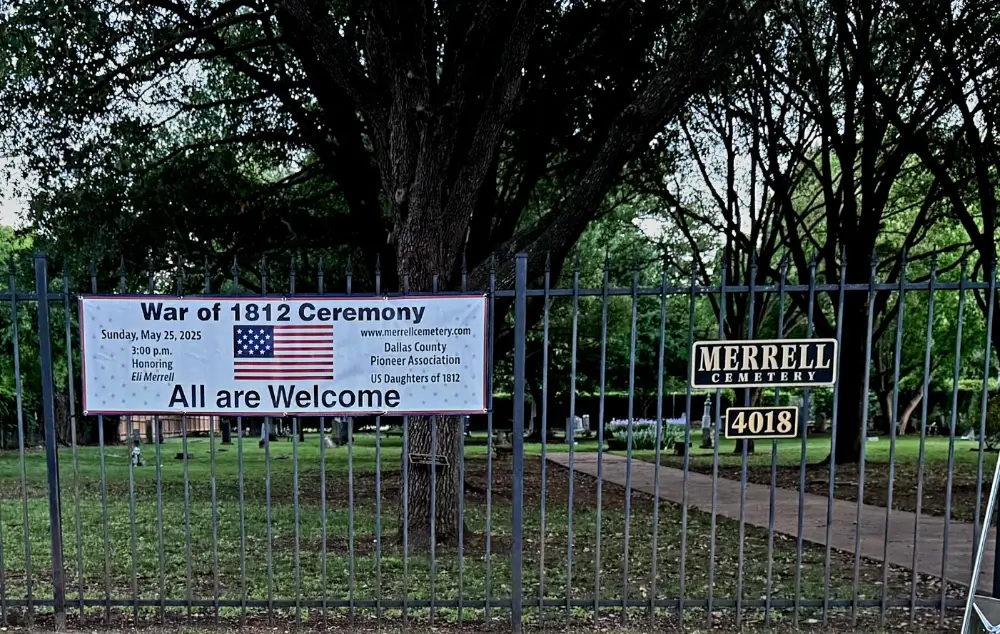 War of 1812 Ceremony
Sunday, May 25, 2025
3:00 p.m.
Honoring
Eli Merrell
www.merrellcemetery.com
Dallas County
Pioneer Association
US Daughters of 1812
All are Welcome
MERRELL
CEMETERY
4018